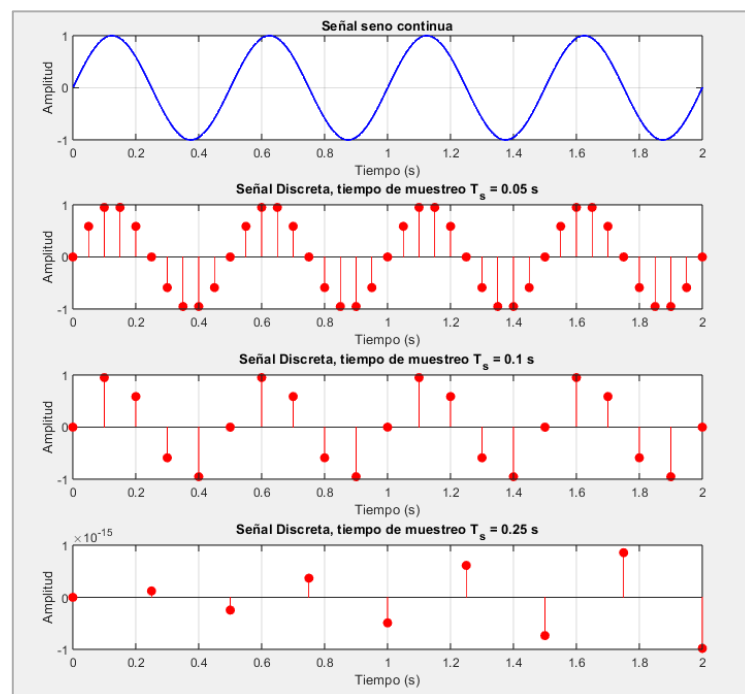 Señal seno continua
1
0
-1
Amplitud
0 0.2 0.4 0.6 0.8 1 1.2 1.4 1.6 1.8 2
Tiempo (s)
Señal Discreta, tiempo de muestreo Ts = 0.05 s
1
0
-1
Amplitud
0 0.2 0.4 0.6 0.8 1 1.2 1.4 1.6 1.8 2
Tiempo (s)
Señal Discreta, tiempo de muestreo Ts = 0.1 s
1
0
-1
Amplitud
0 0.2 0.4 0.6 0.8 1 1.2 1.4 1.6 1.8 2
Tiempo (s)
Señal Discreta, tiempo de muestreo Ts = 0.25 s
×10-15
1
0
-1
Amplitud
0 0.2 0.4 0.6 0.8 1 1.2 1.4 1.6 1.8 2
Tiempo (s)